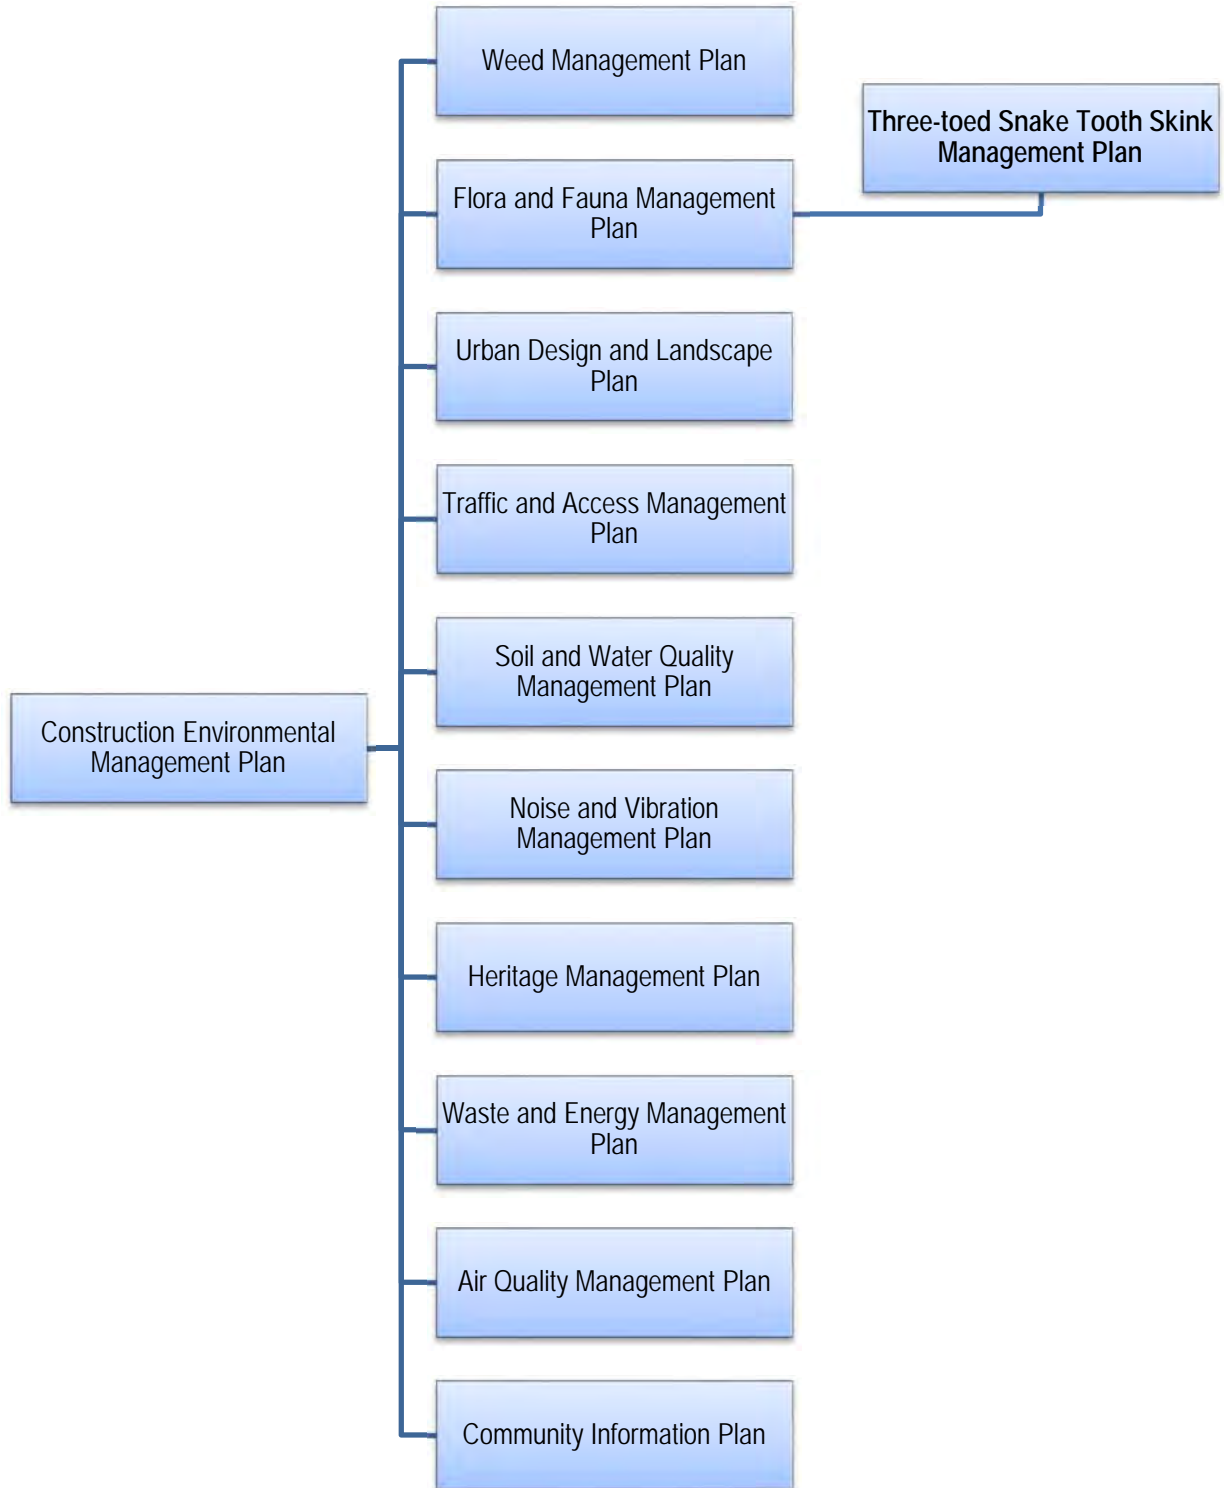 Weed Management Plan
Three-toed Snake Tooth Skink
Management Plan
Flora and Fauna Management
Plan
Urban Design and Landscape
Plan
Traffic and Access Management
Plan
Soil and Water Quality
Management Plan
Construction Environmental
Management Plan
Noise and Vibration
Management Plan
Heritage Management Plan
Waste and Energy Management
Plan
Air Quality Management Plan
Community Information Plan